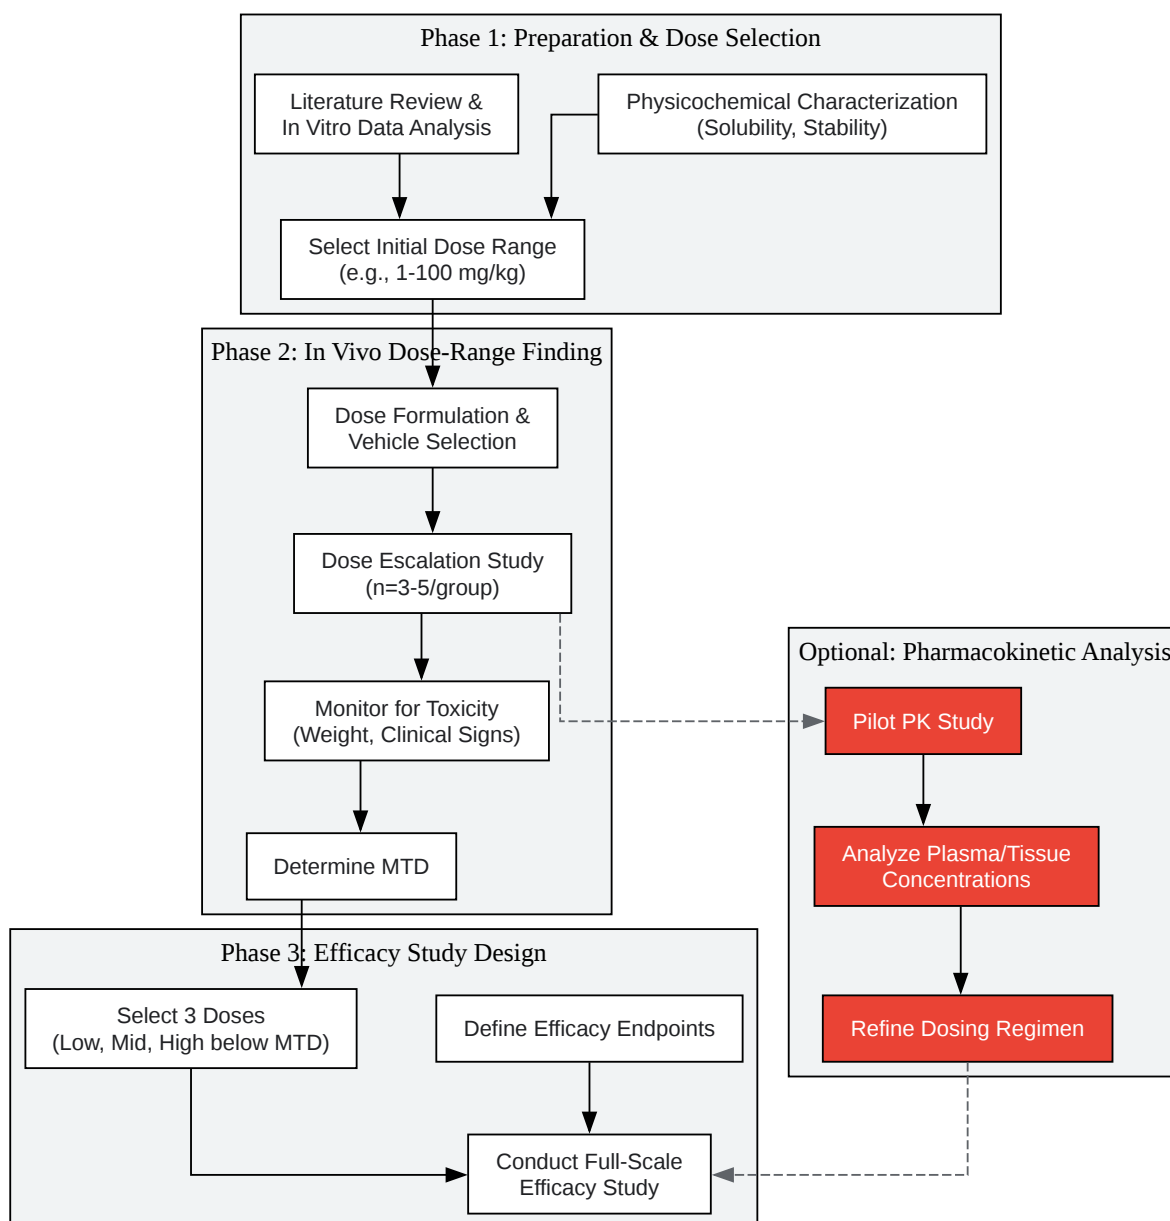 Phase 1: Preparation & Dose Selection
Literature Review &
In Vitro Data Analysis
Physicochemical Characterization
(Solubility, Stability)
Select Initial Dose Range
(e.g., 1-100 mg/kg)
Phase 2: In Vivo Dose-Range Finding
Dose Formulation &
Vehicle Selection
Dose Escalation Study
(n=3-5/group)
Monitor for Toxicity
(Weight, Clinical Signs)
Determine MTD
Optional: Pharmacokinetic Analysis
Pilot PK Study
Analyze Plasma/Tissue
Concentrations
Refine Dosing Regimen
Phase 3: Efficacy Study Design
Select 3 Doses
(Low, Mid, High below MTD)
Define Efficacy Endpoints
Conduct Full-Scale
Efficacy Study